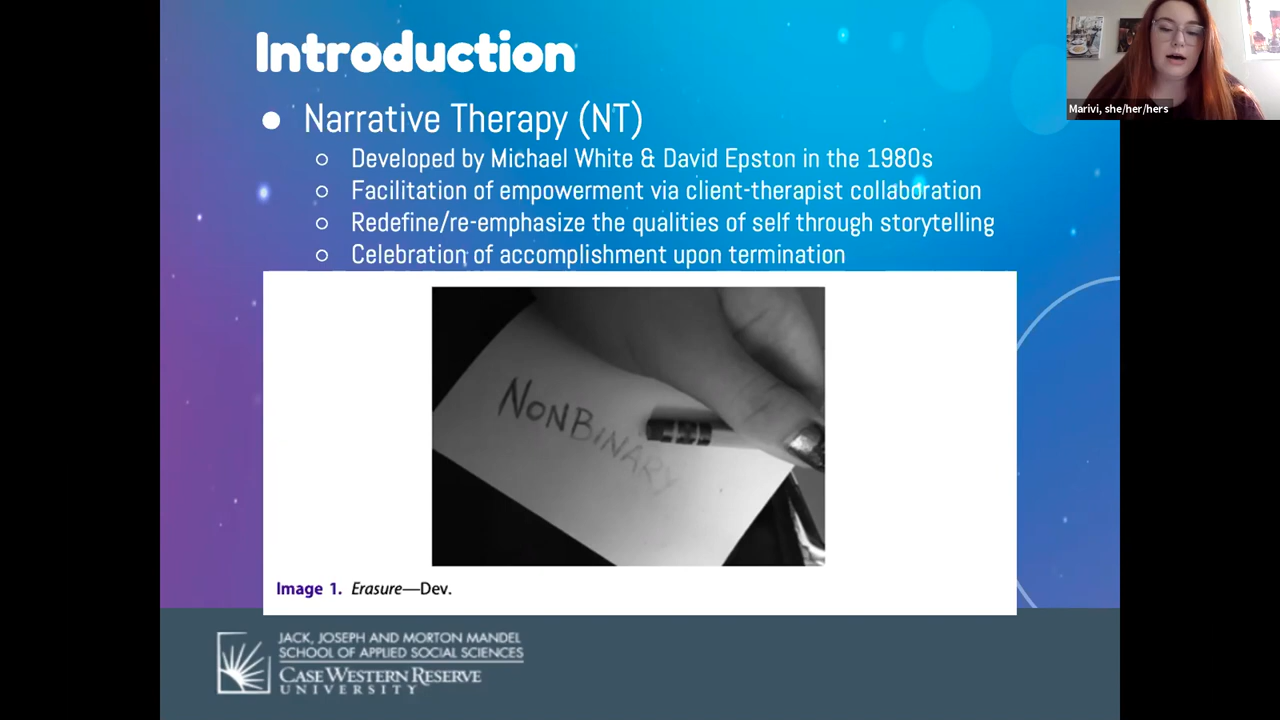 Introduction
● Narrative Therapy (NT)
○ Developed by Michael White & David Epston in the 1980s
○ Facilitation of empowerment via client-therapist collaboration
○ Redefine/re-emphasize the qualities of self through storytelling
○ Celebration of accomplishment upon termination
Marivi, she/her/hers
NONBINARY
Image 1. Erasure—Dev.
JACK, JOSEPH AND MORTON MANDEL
SCHOOL OF APPLIED SOCIAL SCIENCES
CASE WESTERN RESERVE
UNIVERSITY